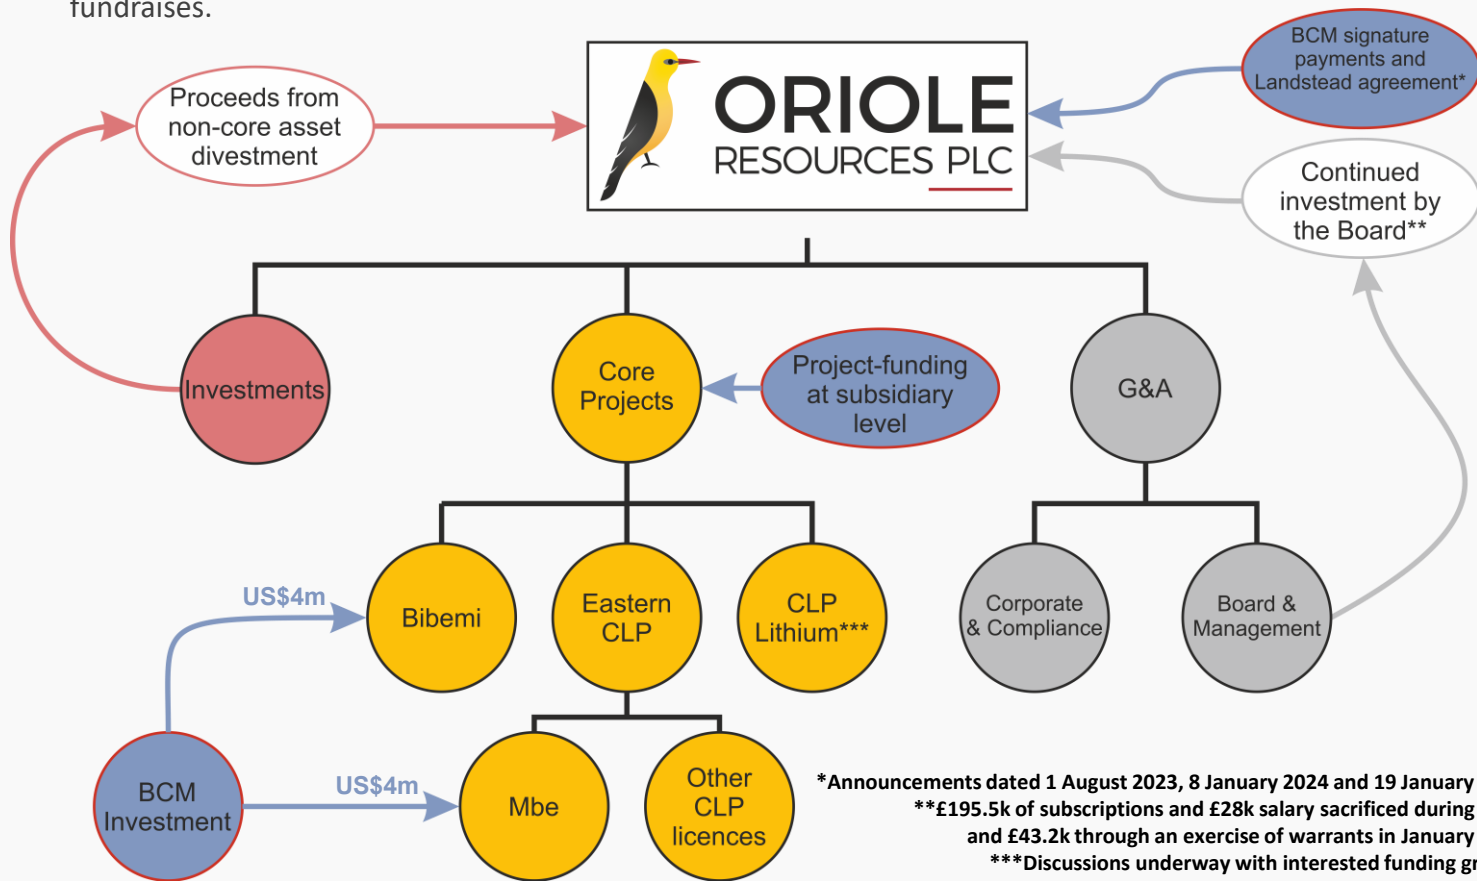 fundraises.
Proceeds from
non-core asset
divestment
ORIOLE
RESOURCES PLC
BCM signature
payments and
Landstead agreement*
Continued
investment by
the Board**
Investments
Core
Projects
Project-funding
at subsidiary
level
G&A
US$4m
Bibemi
Eastern
CLP
CLP
Lithium***
Corporate
& Compliance
Board &
Management
BCM
Investment
US$4m
Mbe
Other
CLP
licences
*Announcements dated 1 August 2023, 8 January 2024 and 19 January
**£195.5k of subscriptions and £28k salary sacrificed during
and £43.2k through an exercise of warrants in January
***Discussions underway with interested funding